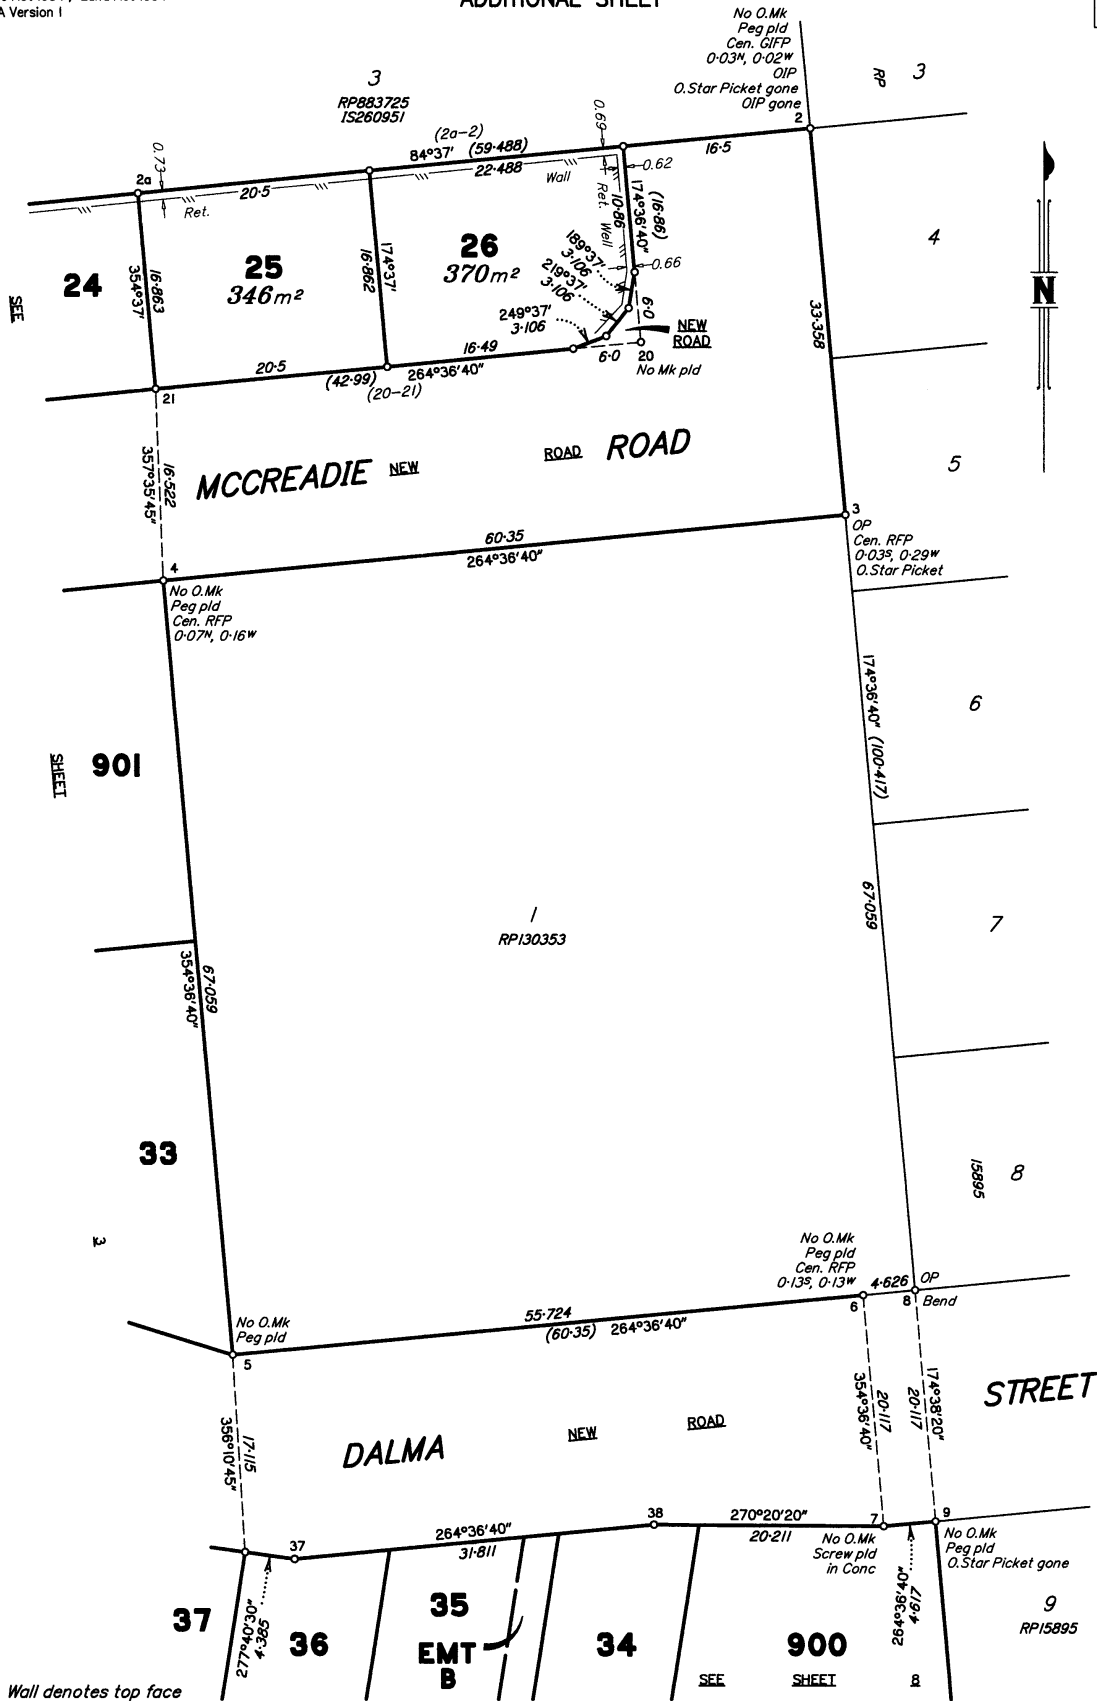 A Version 1
ADDITIONAL SHEET
No O.Mk
Peg pld
Cen. GIFP
0·03N, 0·02W
OIP
O.Star Picket gone
OIP gone
2
RP 3
3
RP883725
IS260951
(2a-2)
84°37' (59·488)
22·488
0.69
16·5
0.73
2a
20·5
Ret.
Wall
0.62
(16·86)
174°36'40"
10·86
Ret. Wall
0.66
24
354°37'
16·863
25
346m²
174°37'
16·862
26
370m²
189°37'
3·106
219°37'
3·106
249°37'
3·106
6·0
NEW
ROAD
6·0
20
No Mk pld
SEE
4
N
33·358
16·49
20·5
(42·99)
264°36'40"
(20-21)
21
357°35'45"
16·522
MCCREADIE
NEW
ROAD
ROAD
5
60·35
264°36'40"
3
OP
Cen. RFP
0·03S, 0·29W
O.Star Picket
4
No O.Mk
Peg pld
Cen. RFP
0·07N, 0·16W
174°36'40" (100·417)
6
SHEET
901
1
RP130353
67·059
7
354°36'40"
67·059
33
15895
8
3
No O.Mk
Peg pld
Cen. RFP
0·13S, 0·13W
4·626
OP
6
8
Bend
No O.Mk
Peg pld
5
55·724
(60·35) 264°36'40"
354°36'40"
20·117
20·117
174°38'20"
STREET
356°10'45"
17·115
DALMA
NEW
ROAD
38
270°20'20"
20·211
7
9
No O.Mk
Screw pld
in Conc
No O.Mk
Peg pld
O.Star Picket gone
37
264°36'40"
31·811
277°40'30"
4·385
264°36'40"
4·617
37
36
35
EMT
B
34
900
9
RP15895
SEE
SHEET
8
Wall denotes top face